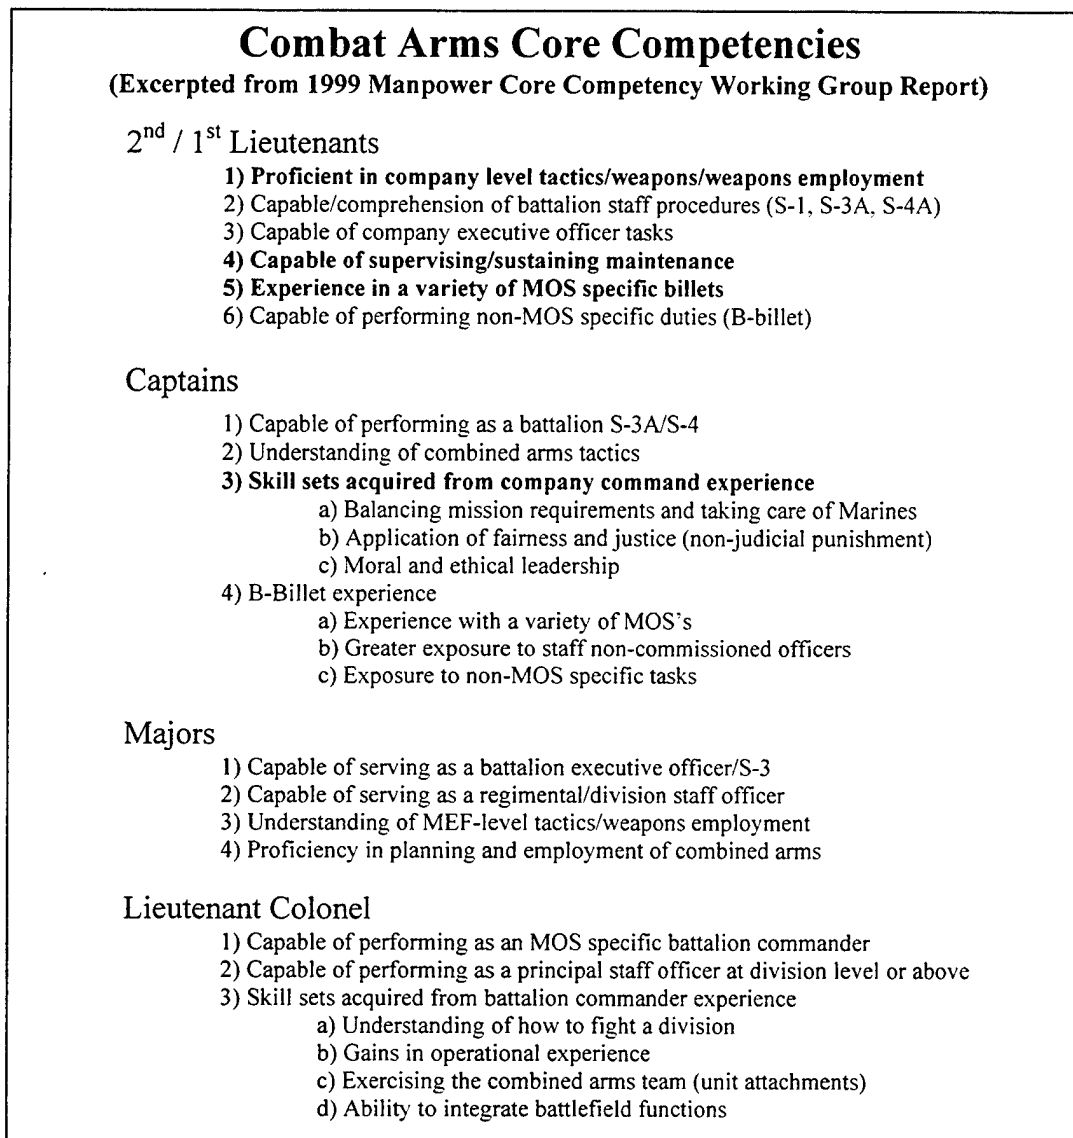 Combat Arms Core Competencies
(Excerpted from 1999 Manpower Core Competency Working Group Report)
2nd / 1st Lieutenants
1) Proficient in company level tactics/weapons/weapons employment
2) Capable/comprehension of battalion staff procedures (S-1, S-3A, S-4A)
3) Capable of company executive officer tasks
4) Capable of supervising/sustaining maintenance
5) Experience in a variety of MOS specific billets
6) Capable of performing non-MOS specific duties (B-billet)
Captains
1) Capable of performing as a battalion S-3A/S-4
2) Understanding of combined arms tactics
3) Skill sets acquired from company command experience
a) Balancing mission requirements and taking care of Marines
b) Application of fairness and justice (non-judicial punishment)
c) Moral and ethical leadership
4) B-Billet experience
a) Experience with a variety of MOS's
b) Greater exposure to staff non-commissioned officers
c) Exposure to non-MOS specific tasks
Majors
1) Capable of serving as a battalion executive officer/S-3
2) Capable of serving as a regimental/division staff officer
3) Understanding of MEF-level tactics/weapons employment
4) Proficiency in planning and employment of combined arms
Lieutenant Colonel
1) Capable of performing as an MOS specific battalion commander
2) Capable of performing as a principal staff officer at division level or above
3) Skill sets acquired from battalion commander experience
a) Understanding of how to fight a division
b) Gains in operational experience
c) Exercising the combined arms team (unit attachments)
d) Ability to integrate battlefield functions